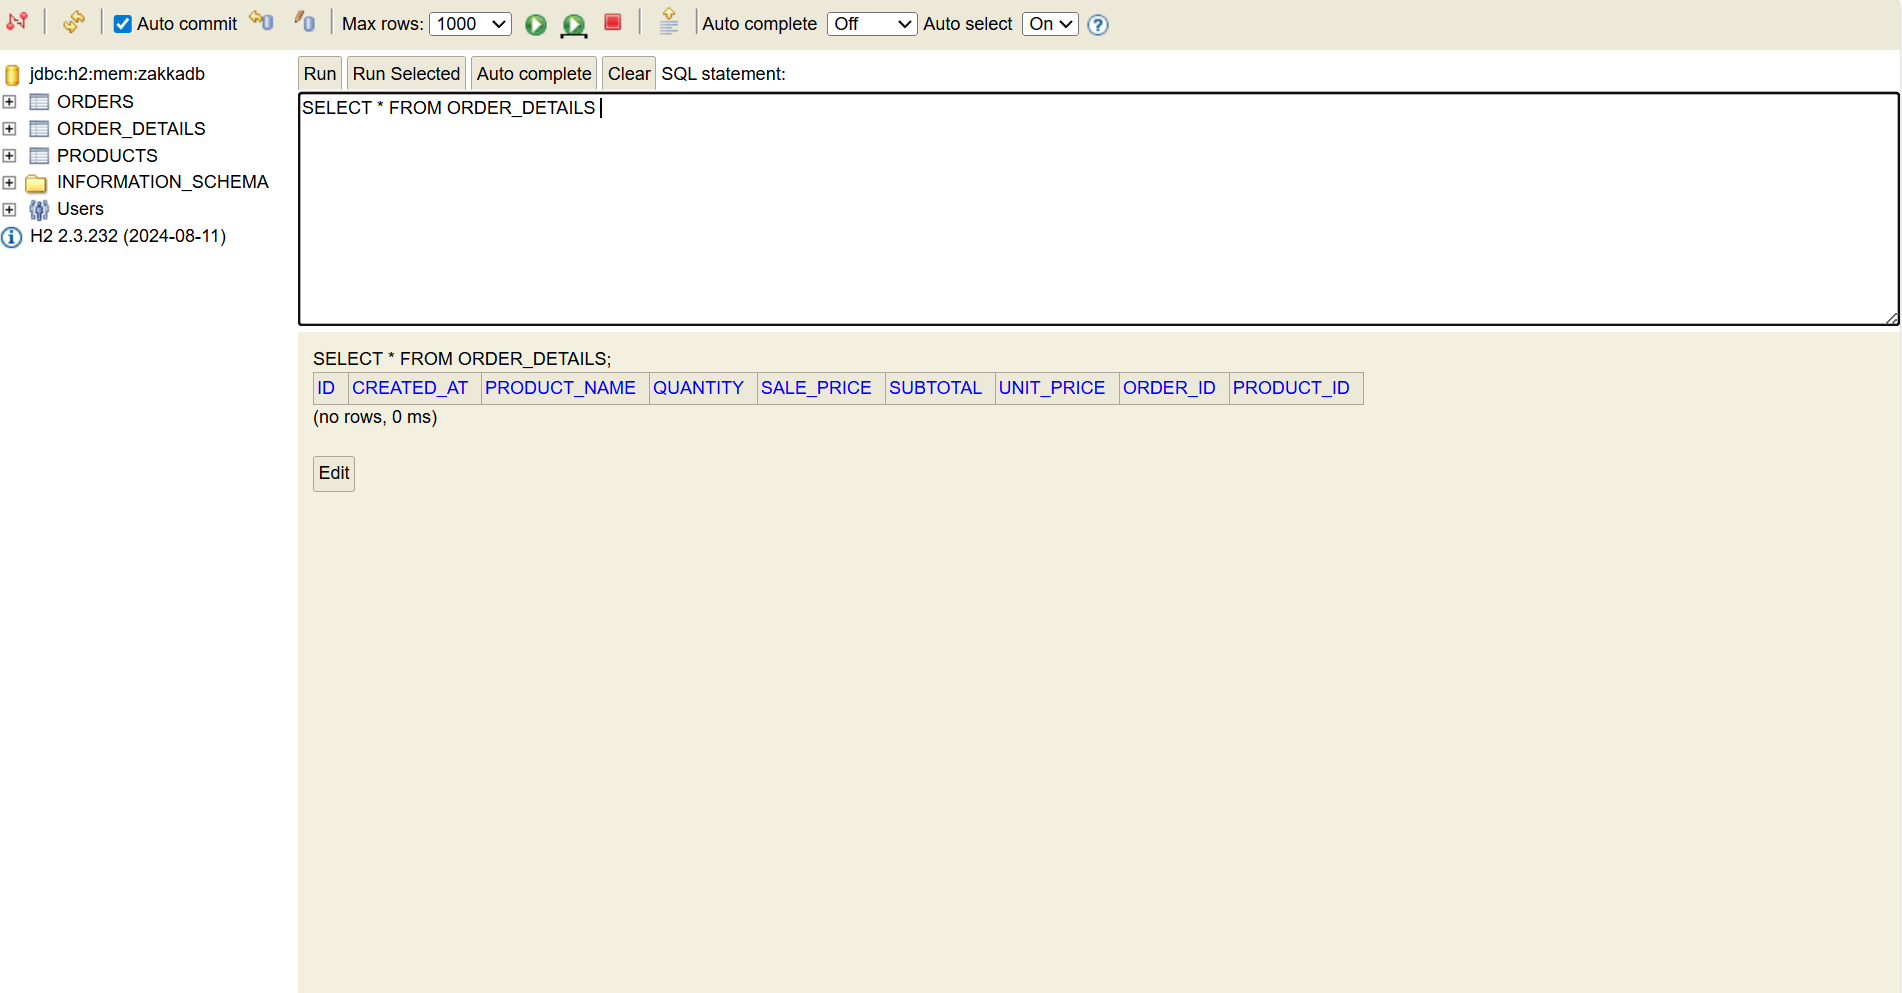 Auto commit Max rows: 1000 Auto complete Off Auto select On ?
jdbc:h2:mem:zakkadb
ORDERS
ORDER_DETAILS
PRODUCTS
INFORMATION_SCHEMA
Users
H2 2.3.232 (2024-08-11)
Run Run Selected Auto complete Clear SQL statement:
SELECT * FROM ORDER_DETAILS
SELECT * FROM ORDER_DETAILS;
ID CREATED_AT PRODUCT_NAME QUANTITY SALE_PRICE SUBTOTAL UNIT_PRICE ORDER_ID PRODUCT_ID
(no rows, 0 ms)
Edit